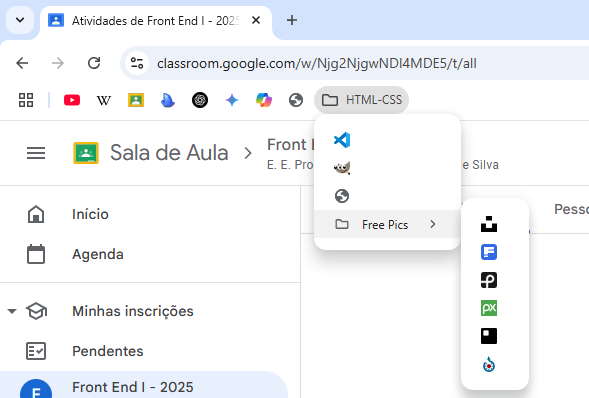 Atividades de Front End I - 2025
classroom.google.com/w/Njg2NjgwNDI4MDE5/t/all
W
HTML-CSS
Sala de Aula
Front
E. E. Pro
e Silva
Free Pics
Pesso
Início
Agenda
Minhas inscrições
Pendentes
F
Front End I - 2025
px